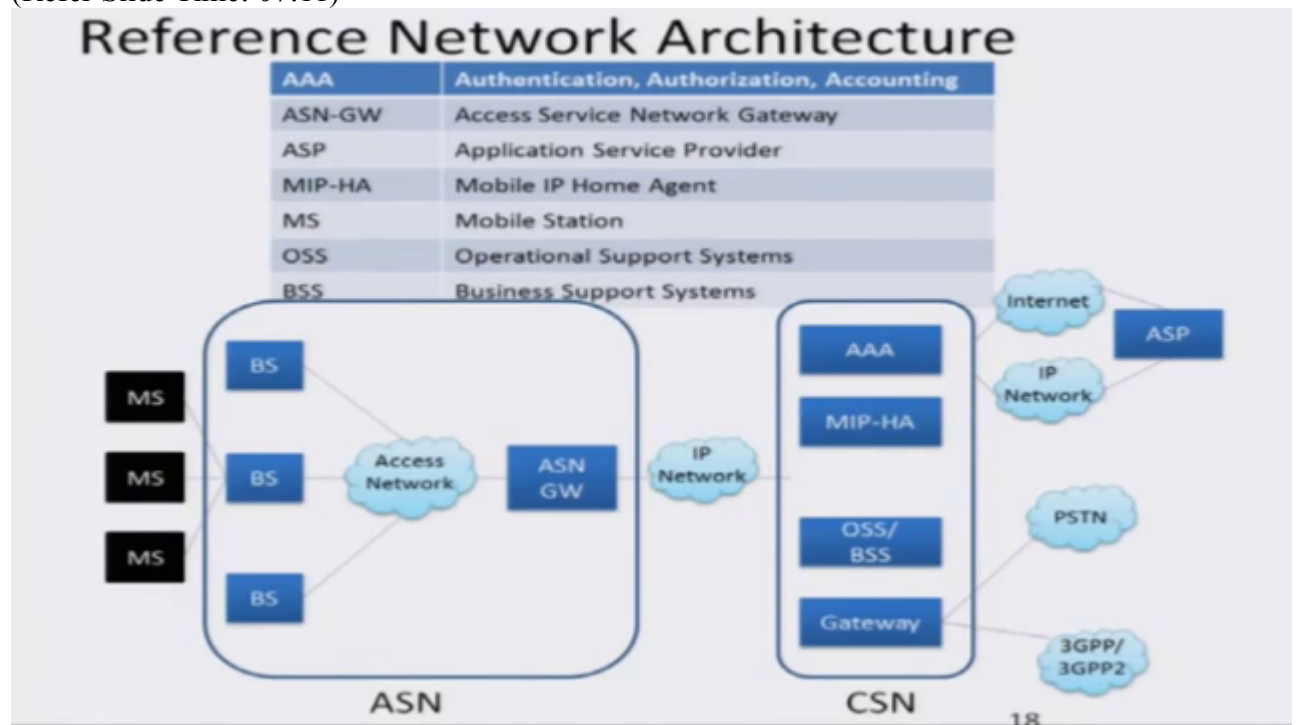 (Refer Slide Time: 07:11)
Reference Network Architecture
AAA Authentication, Authorization, Accounting
ASN-GW Access Service Network Gateway
ASP Application Service Provider
MIP-HA Mobile IP Home Agent
MS Mobile Station
OSS Operational Support Systems
BSS Business Support Systems
MS
MS
MS
BS
BS
BS
Access
Network
ASN
GW
ASN
IP
Network
AAA
MIP-HA
OSS/
BSS
Gateway
CSN
Internet
IP
Network
ASP
PSTN
3GPP/
3GPP2
18